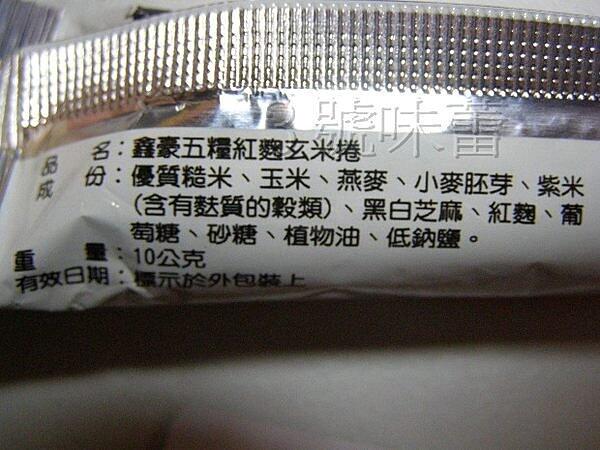 號味蕾
品名：鑫豪五糧紅麴玄米捲
成份：優質糙米、玉米、燕麥、小麥胚芽、紫米
(含有麩質的穀類)、黑白芝麻、紅麴、葡
萄糖、砂糖、植物油、低鈉鹽。
重量：10公克
有效日期：標示於外包裝上